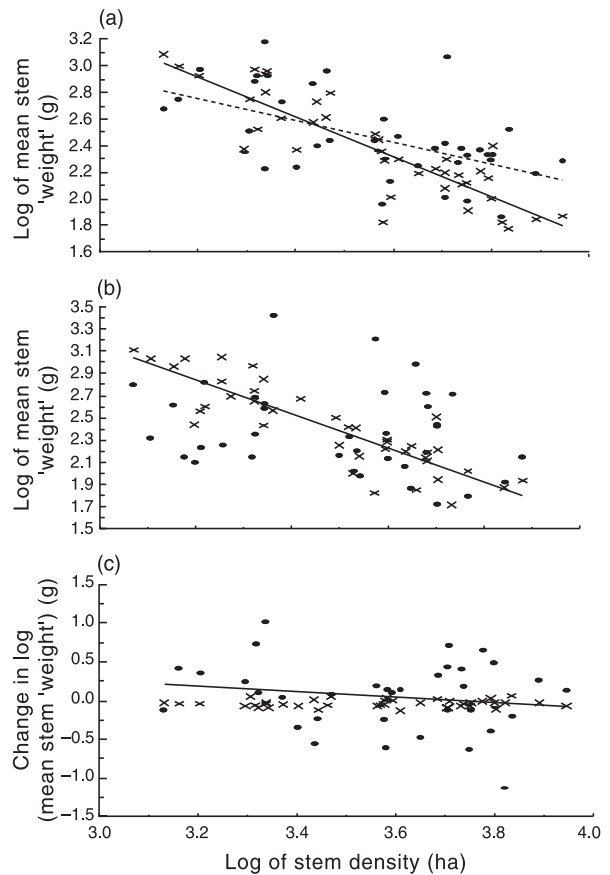 (a)
Log of mean stem
'weight' (g)
3.2
3.0
2.8
2.6
2.4
2.2
2.0
1.8
1.6
(b)
Log of mean stem
'weight' (g)
3.5
3.3
3.1
2.9
2.7
2.5
2.3
2.1
1.9
1.7
1.5
(c)
Change in log
(mean stem 'weight') (g)
1.5
1.0
0.5
0.0
−0.5
−1.0
−1.5
3.0 3.2 3.4 3.6 3.8 4.0
Log of stem density (ha)